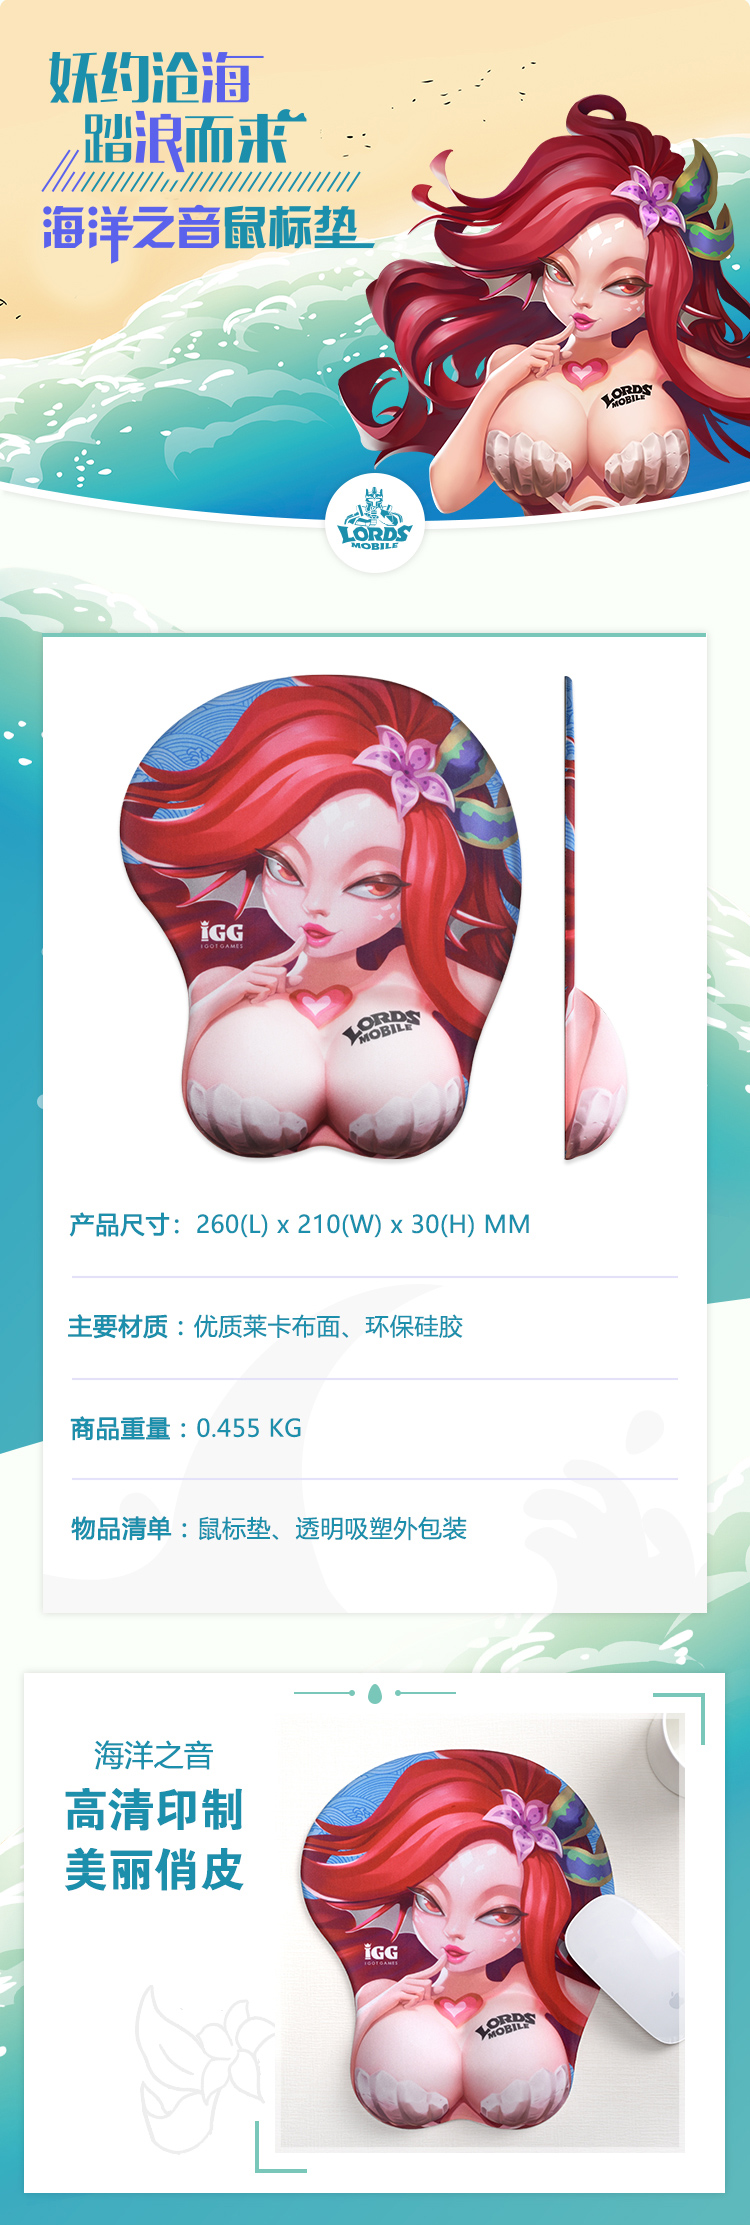 妖约沧海
踏浪而来
海洋之音鼠标垫
LORDS
MOBILE
LORDS
MOBILE
IGG
I GOT GAMES
LORDS
MOBILE
产品尺寸：260(L) x 210(W) x 30(H) MM
主要材质：优质莱卡布面、环保硅胶
商品重量：0.455 KG
物品清单：鼠标垫、透明吸塑外包装
海洋之音
高清印制
美丽俏皮
IGG
I GOT GAMES
LORDS
MOBILE